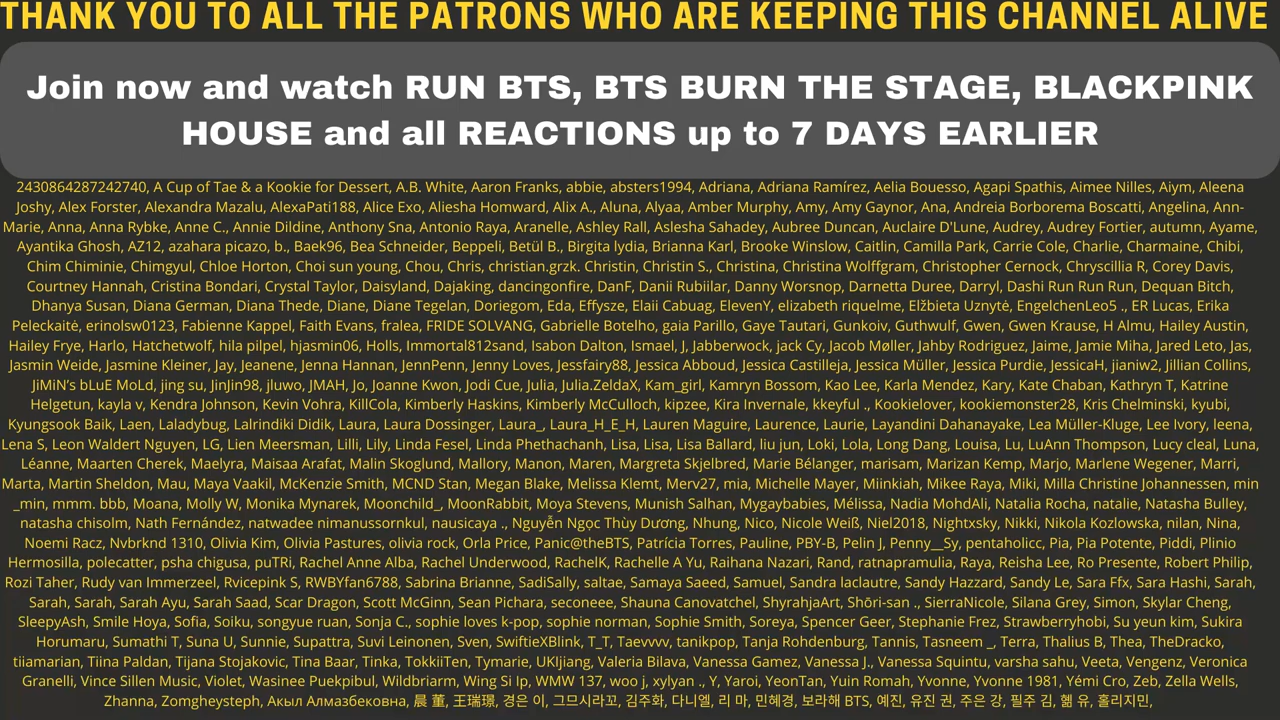 THANK YOU TO ALL THE PATRONS WHO ARE KEEPING THIS CHANNEL ALIVE
Join now and watch RUN BTS, BTS BURN THE STAGE, BLACKPINK
HOUSE and all REACTIONS up to 7 DAYS EARLIER
2430864287242740, A Cup of Tae & a Kookie for Dessert, A.B. White, Aaron Franks, abbie, absters1994, Adriana, Adriana Ramírez, Aelia Bouesso, Agapi Spathis, Aimee Nilles, Aiym, Aleena
Joshy, Alex Forster, Alexandra Mazalu, AlexaPati188, Alice Exo, Aliesha Homward, Alix A., Aluna, Alyaa, Amber Murphy, Amy, Amy Gaynor, Ana, Andreia Borborema Boscatti, Angelina, Ann-
Marie, Anna, Anna Rybke, Anne C., Annie Dildine, Anthony Sna, Antonio Raya, Aranelle, Ashley Rall, Aslesha Sahadey, Aubree Duncan, Auclaire D'Lune, Audrey, Audrey Fortier, autumn, Ayame,
Ayantika Ghosh, AZ12, azahara picazo, b., Baek96, Bea Schneider, Beppeli, Betül B., Birgita lydia, Brianna Karl, Brooke Winslow, Caitlin, Camilla Park, Carrie Cole, Charlie, Charmaine, Chibi,
Chim Chiminie, Chimgyul, Chloe Horton, Choi sun young, Chou, Chris, christian.grzk. Christin, Christin S., Christina, Christina Wolffgram, Christopher Cernock, Chryscillia R, Corey Davis,
Courtney Hannah, Cristina Bondari, Crystal Taylor, Daisyland, Dajaking, dancingonfire, DanF, Danii Rubiilar, Danny Worsnop, Darnetta Duree, Darryl, Dashi Run Run Run, Dequan Bitch,
Dhanya Susan, Diana German, Diana Thede, Diane, Diane Tegelan, Doriegom, Eda, Effysze, Elaii Cabuag, ElevenY, elizabeth riquelme, Elžbieta Uznytė, EngelchenLeo5 ., ER Lucas, Erika
Peleckaitė, erinolsw0123, Fabienne Kappel, Faith Evans, fralea, FRIDE SOLVANG, Gabrielle Botelho, gaia Parillo, Gaye Tautari, Gunkoiv, Guthwulf, Gwen, Gwen Krause, H Almu, Hailey Austin,
Hailey Frye, Harlo, Hatchetwolf, hila pilpel, hjasmin06, Holls, Immortal812sand, Isabon Dalton, Ismael, J, Jabberwock, jack Cy, Jacob Møller, Jahby Rodriguez, Jaime, Jamie Miha, Jared Leto, Jas,
Jasmin Weide, Jasmine Kleiner, Jay, Jeanene, Jenna Hannan, JennPenn, Jenny Loves, Jessfairy88, Jessica Abboud, Jessica Castilleja, Jessica Müller, Jessica Purdie, JessicaH, jianiw2, Jillian Collins,
JiMiN’s bLuE MoLd, jing su, JinJin98, jluwo, JMAH, Jo, Joanne Kwon, Jodi Cue, Julia, Julia.ZeldaX, Kam_girl, Kamryn Bossom, Kao Lee, Karla Mendez, Kary, Kate Chaban, Kathryn T, Katrine
Helgetun, kayla v, Kendra Johnson, Kevin Vohra, KillCola, Kimberly Haskins, Kimberly McCulloch, kipzee, Kira Invernale, kkeyful ., Kookielover, kookiemonster28, Kris Chelminski, kyubi,
Kyungsook Baik, Laen, Laladybug, Lalrindiki Didik, Laura, Laura Dossinger, Laura_, Laura_H_E_H, Lauren Maguire, Laurence, Laurie, Layandini Dahanayake, Lea Müller-Kluge, Lee Ivory, leena,
Lena S, Leon Waldert Nguyen, LG, Lien Meersman, Lilli, Lily, Linda Fesel, Linda Phethachanh, Lisa, Lisa, Lisa Ballard, liu jun, Loki, Lola, Long Dang, Louisa, Lu, LuAnn Thompson, Lucy cleal, Luna,
Léanne, Maarten Cherek, Maelyra, Maisaa Arafat, Malin Skoglund, Mallory, Manon, Maren, Margreta Skjelbred, Marie Bélanger, marisam, Marizan Kemp, Marjo, Marlene Wegener, Marri,
Marta, Martin Sheldon, Mau, Maya Vaakil, McKenzie Smith, MCND Stan, Megan Blake, Melissa Klemt, Merv27, mia, Michelle Mayer, Miinkiah, Mikee Raya, Miki, Milla Christine Johannessen, min
_min, mmm. bbb, Moana, Molly W, Monika Mynarek, Moonchild_, MoonRabbit, Moya Stevens, Munish Salhan, Mygaybabies, Mélissa, Nadia MohdAli, Natalia Rocha, natalie, Natasha Bulley,
natasha chisolm, Nath Fernández, natwadee nimanussornkul, nausicaya ., Nguyễn Ngọc Thùy Dương, Nhung, Nico, Nicole Weiß, Niel2018, Nightxsky, Nikki, Nikola Kozlowska, nilan, Nina,
Noemi Racz, Nvbrknd 1310, Olivia Kim, Olivia Pastures, olivia rock, Orla Price, Panic@theBTS, Patrícia Torres, Pauline, PBY-B, Pelin J, Penny__Sy, pentaholicc, Pia, Pia Potente, Piddi, Plinio
Hermosilla, polecatter, psha chigusa, puTRi, Rachel Anne Alba, Rachel Underwood, RachelK, Rachelle A Yu, Raihana Nazari, Rand, ratnapramulia, Raya, Reisha Lee, Ro Presente, Robert Philip,
Rozi Taher, Rudy van Immerzeel, Rvicepink S, RWBYfan6788, Sabrina Brianne, SadiSally, saltae, Samaya Saeed, Samuel, Sandra laclautre, Sandy Hazzard, Sandy Le, Sara Ffx, Sara Hashi, Sarah,
Sarah, Sarah, Sarah Ayu, Sarah Saad, Scar Dragon, Scott McGinn, Sean Pichara, seconeee, Shauna Canovatchel, ShyrahjaArt, Shōri-san ., SierraNicole, Silana Grey, Simon, Skylar Cheng,
SleepyAsh, Smile Hoya, Sofia, Soiku, songyue ruan, Sonja C., sophie loves k-pop, sophie norman, Sophie Smith, Soreya, Spencer Geer, Stephanie Frez, Strawberryhobi, Su yeun kim, Sukira
Horumaru, Sumathi T, Suna U, Sunnie, Supattra, Suvi Leinonen, Sven, SwiftieXBlink, T_T, Taevvvv, tanikpop, Tanja Rohdenburg, Tannis, Tasneem _, Terra, Thalius B, Thea, TheDracko,
tiiamarian, Tiina Paldan, Tijana Stojakovic, Tina Baar, Tinka, TokkiiTen, Tymarie, UKIjiang, Valeria Bilava, Vanessa Gamez, Vanessa J., Vanessa Squintu, varsha sahu, Veeta, Vengenz, Veronica
Granelli, Vince Sillen Music, Violet, Wasinee Puekpibul, Wildbriarm, Wing Si Ip, WMW 137, woo j, xylyan ., Y, Yaroi, YeonTan, Yuin Romah, Yvonne, Yvonne 1981, Yémi Cro, Zeb, Zella Wells,
Zhanna, Zomgheysteph, Акыл Алмазбековна, 晨 董, 王瑞璟, 경은 이, 그므시라꼬, 김주화, 다니엘, 리 마, 민혜경, 보라해 BTS, 예진, 유진 권, 주은 강, 필주 김, 혦 유, 홀리지민,